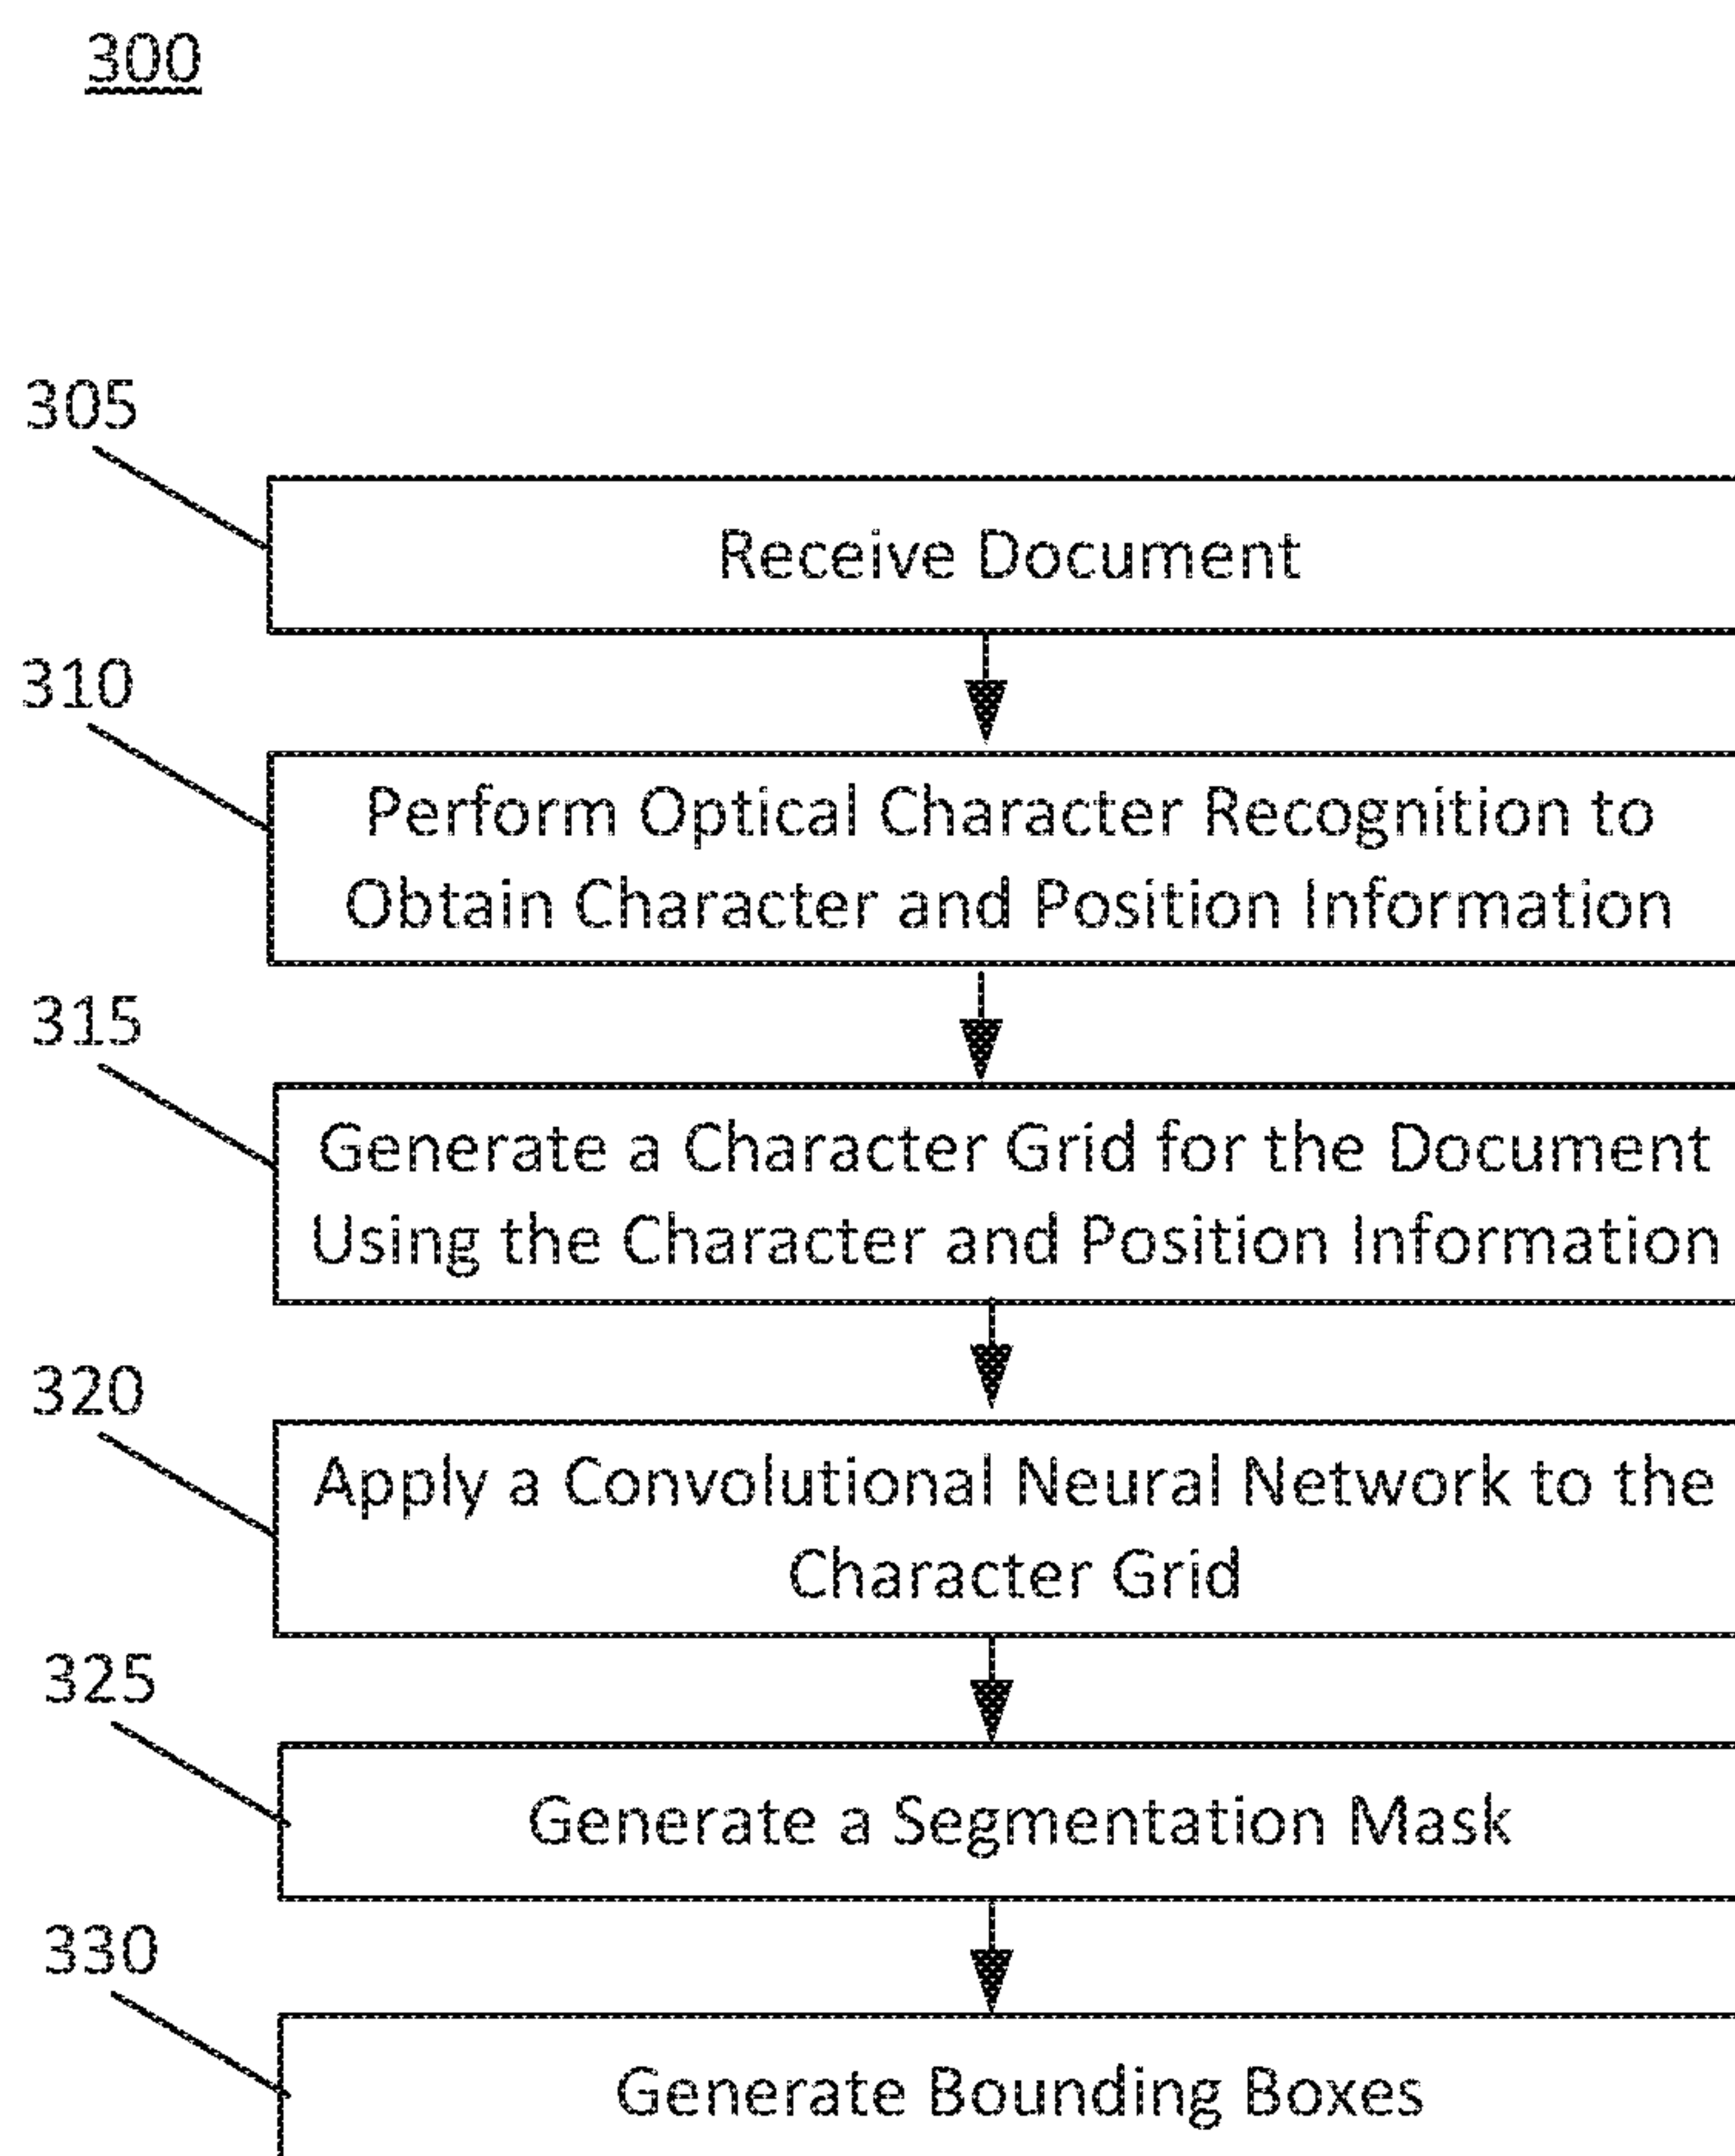 300
305
Receive Document
310
Perform Optical Character Recognition to
Obtain Character and Position Information
315
Generate a Character Grid for the Document
Using the Character and Position Information
320
Apply a Convolutional Neural Network to the
Character Grid
325
Generate a Segmentation Mask
330
Generate Bounding Boxes